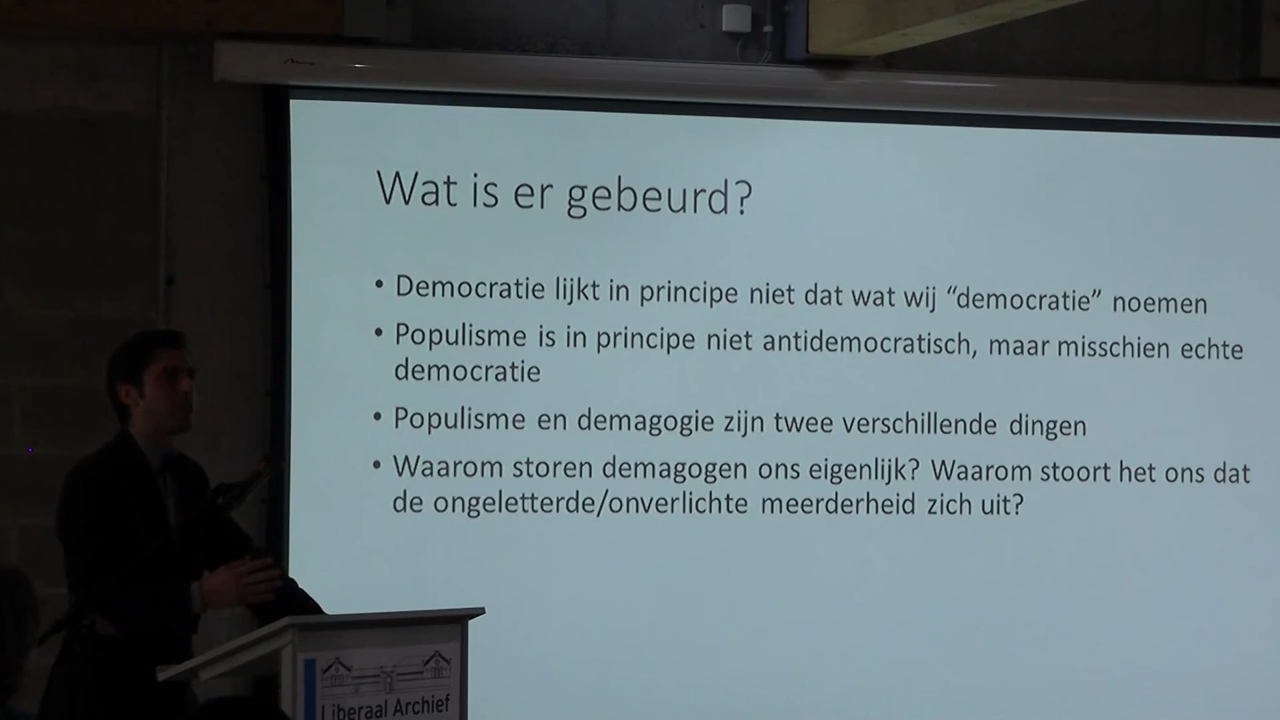 Wat is er gebeurd?
• Democratie lijkt in principe niet dat wat wij “democratie” noemen
• Populisme is in principe niet antidemocratisch, maar misschien echte
democratie
• Populisme en demagogie zijn twee verschillende dingen
• Waarom storen demagogen ons eigenlijk? Waarom stoort het ons dat
de ongeletterde/onverlichte meerderheid zich uit?
Liberaal Archief